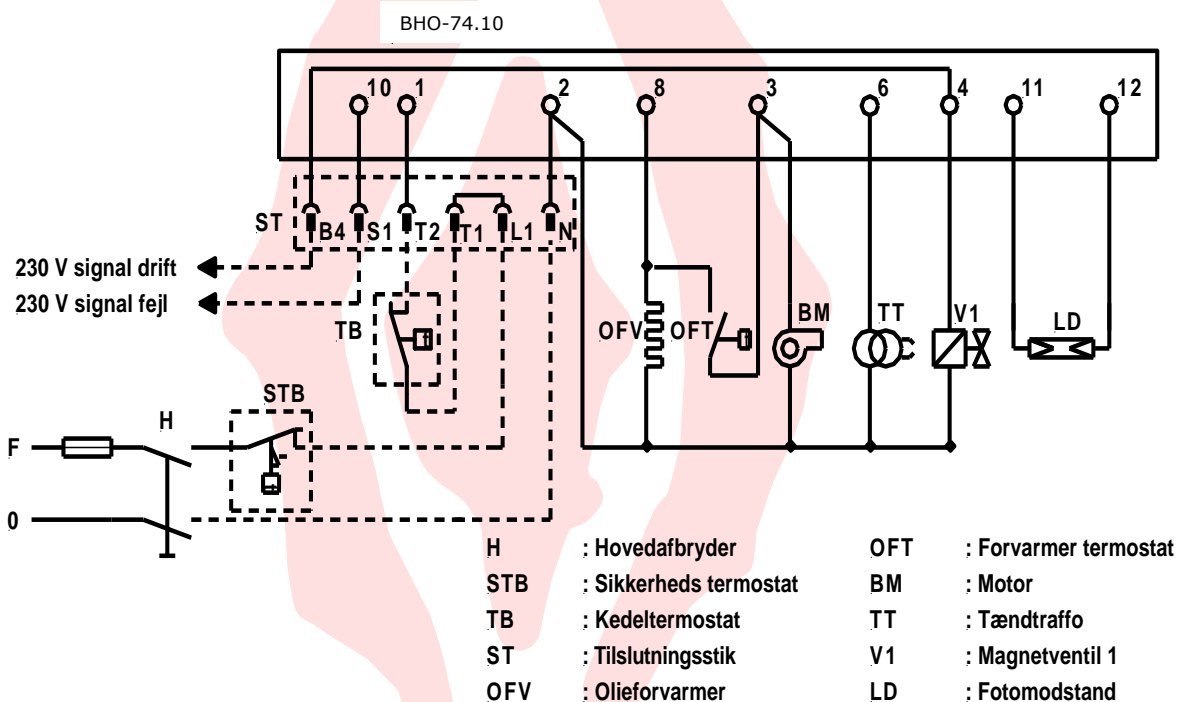 BHO-74.10
10 1 2 8 3 6 4 11 12
ST B4 S1 T2 T1 L1 N
230 V signal drift
230 V signal fejl
TB OFV OFT BM TT V1 LD
STB
H
F
0
H : Hovedafbryder
STB : Sikkerheds termostat
TB : Kedeltermostat
ST : Tilslutningsstik
OFV : Olieforvarmer
OFT : Forvarmer termostat
BM : Motor
TT : Tændtraffo
V1 : Magnetventil 1
LD : Fotomodstand